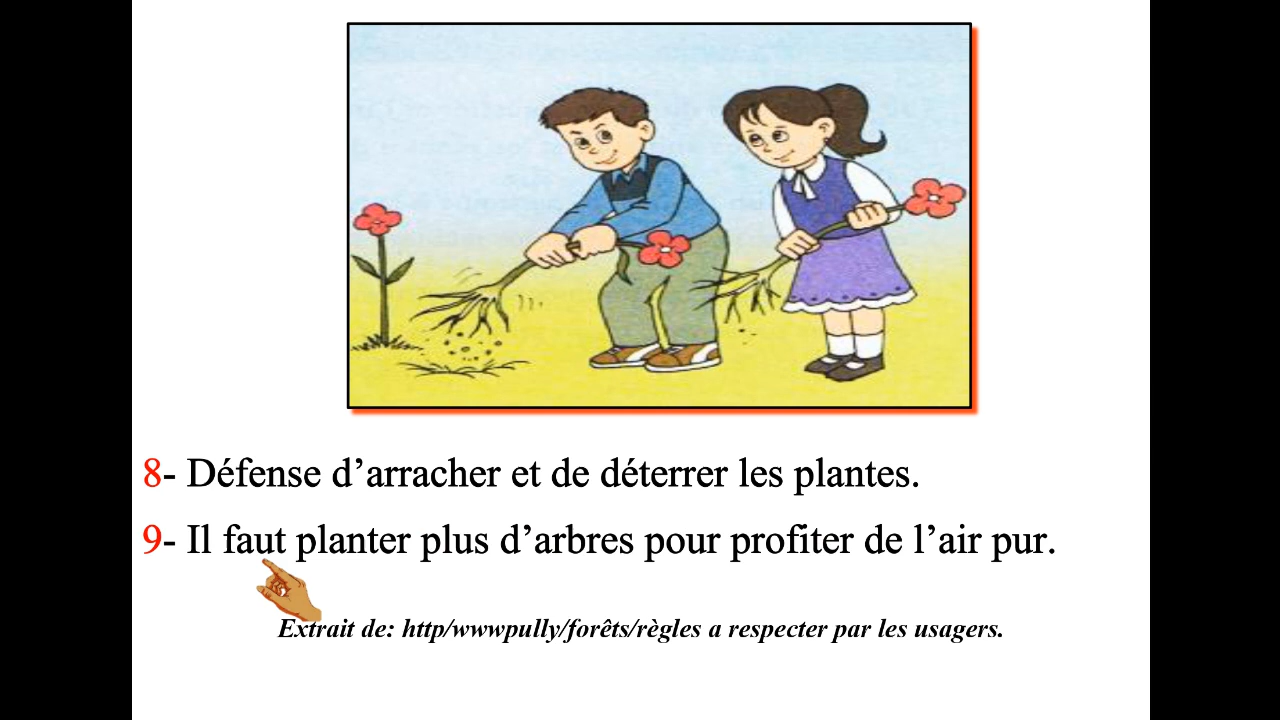 8- Défense d’arracher et de déterrer les plantes.
9- Il faut planter plus d’arbres pour profiter de l’air pur.
Extrait de: http/wwwpully/forêts/règles a respecter par les usagers.